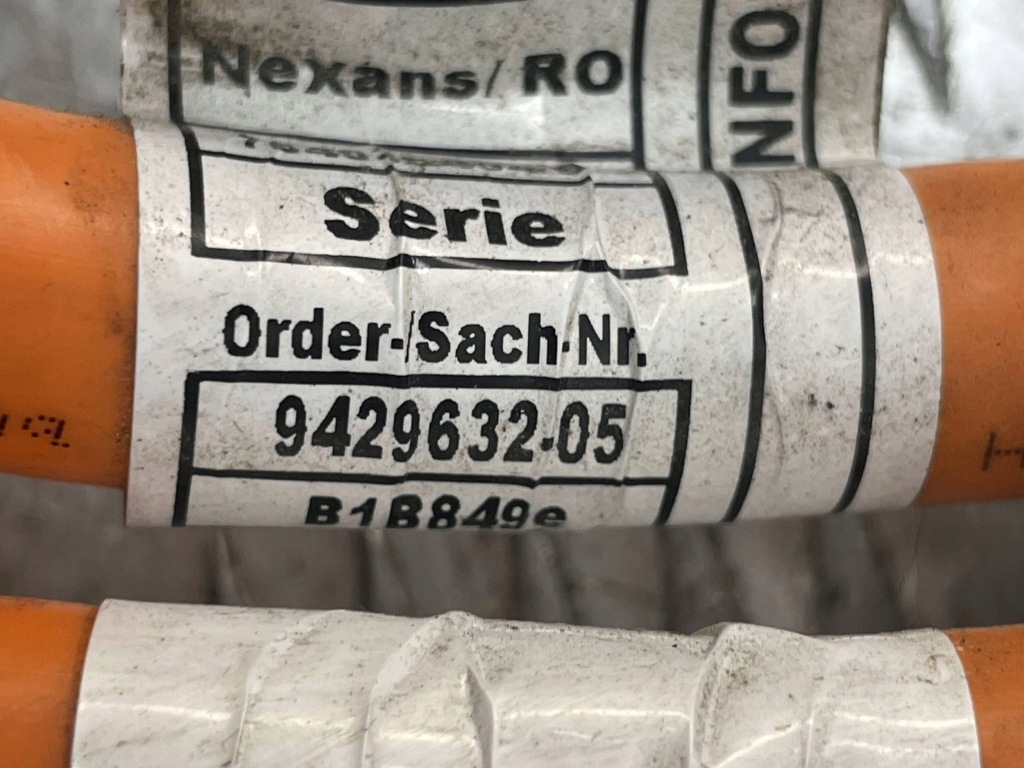 Nexans/ RO
NFO
Serie
Order-/Sach-Nr.
9429632-05
B1B849e